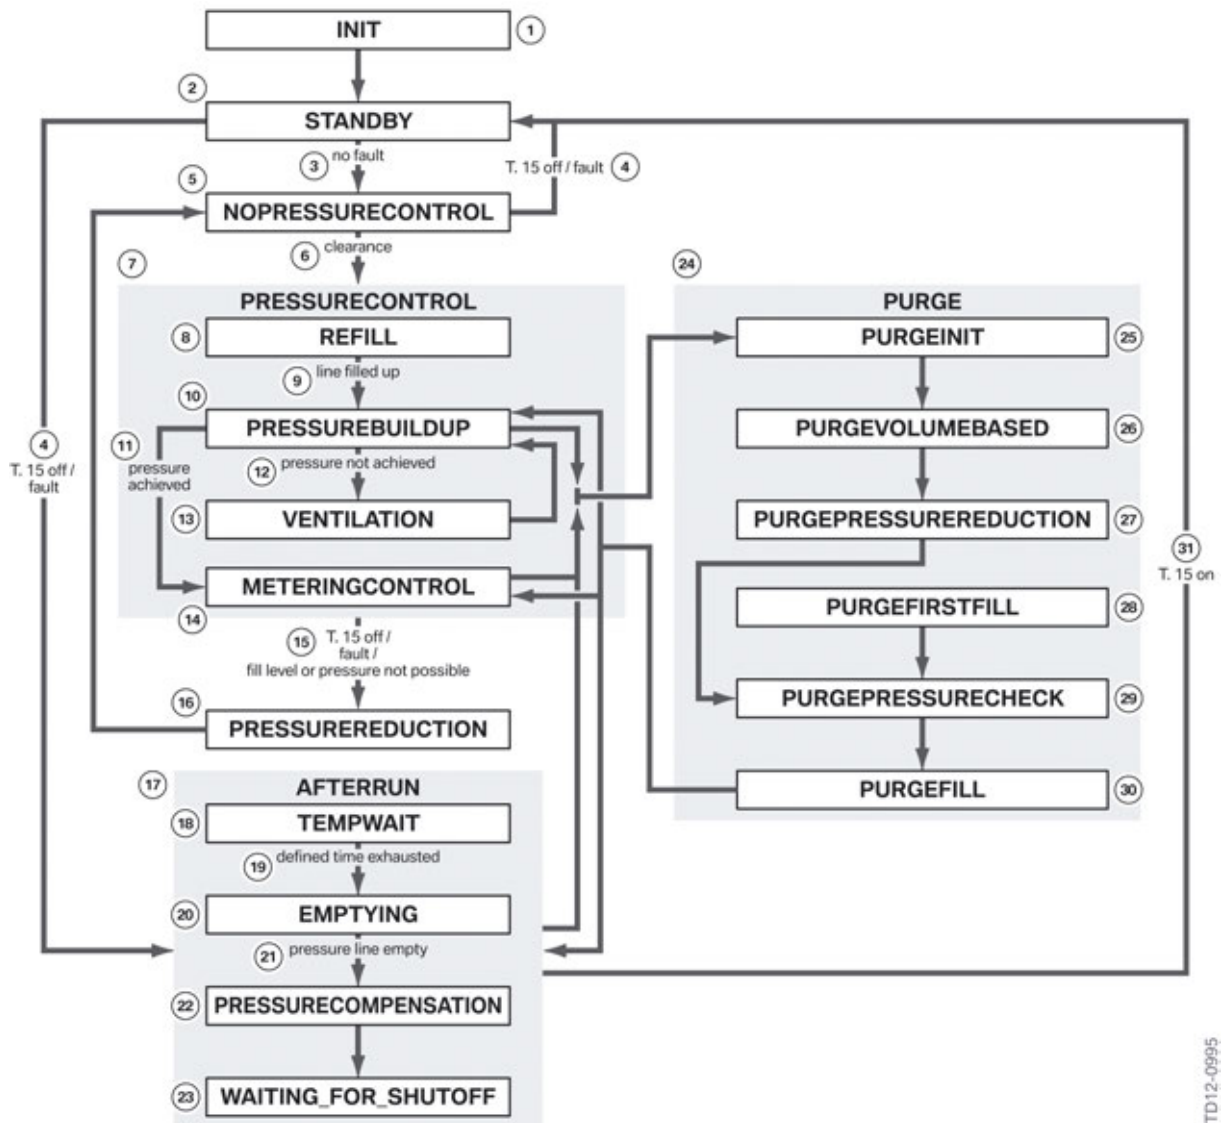 INIT
1
2
STANDBY
3
no fault
T. 15 off / fault
4
5
NOPRESSURECONTROL
6
clearance
7
PRESSURECONTROL
8
REFILL
9
line filled up
10
PRESSUREBUILDUP
11
pressure
achieved
12
pressure not achieved
13
VENTILATION
METERINGCONTROL
14
15
T. 15 off /
fault /
fill level or pressure not possible
16
PRESSUREREDUCTION
4
T. 15 off /
fault
17
AFTERRUN
18
TEMPWAIT
19
defined time exhausted
20
EMPTYING
21
pressure line empty
22
PRESSURECOMPENSATION
23
WAITING_FOR_SHUTOFF
24
PURGE
PURGEINIT
25
PURGEVOLUMEBASED
26
PURGEPRESSUREREDUCTION
27
PURGEFIRSTFILL
28
PURGEPRESSURECHECK
29
PURGEFILL
30
31
T. 15 on
TD12-0995